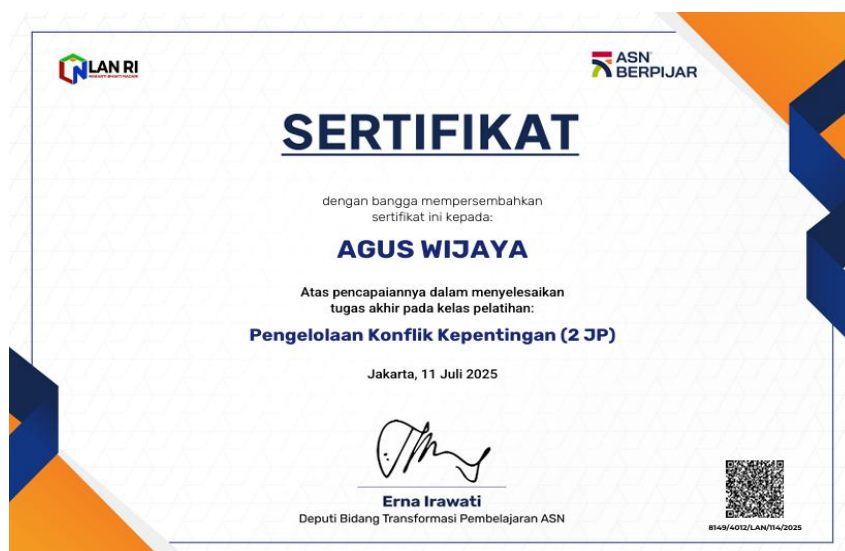 LAN RI
ASN
BERPIJAR
SERTIFIKAT
dengan bangga mempersembahkan
sertifikat ini kepada:
AGUS WIJAYA
Atas pencapaiannya dalam menyelesaikan
tugas akhir pada kelas pelatihan:
Pengelolaan Konflik Kepentingan (2 JP)
Jakarta, 11 Juli 2025
Erna Irawati
Deputi Bidang Transformasi Pembelajaran ASN
8149/4012/LAN/114/2025